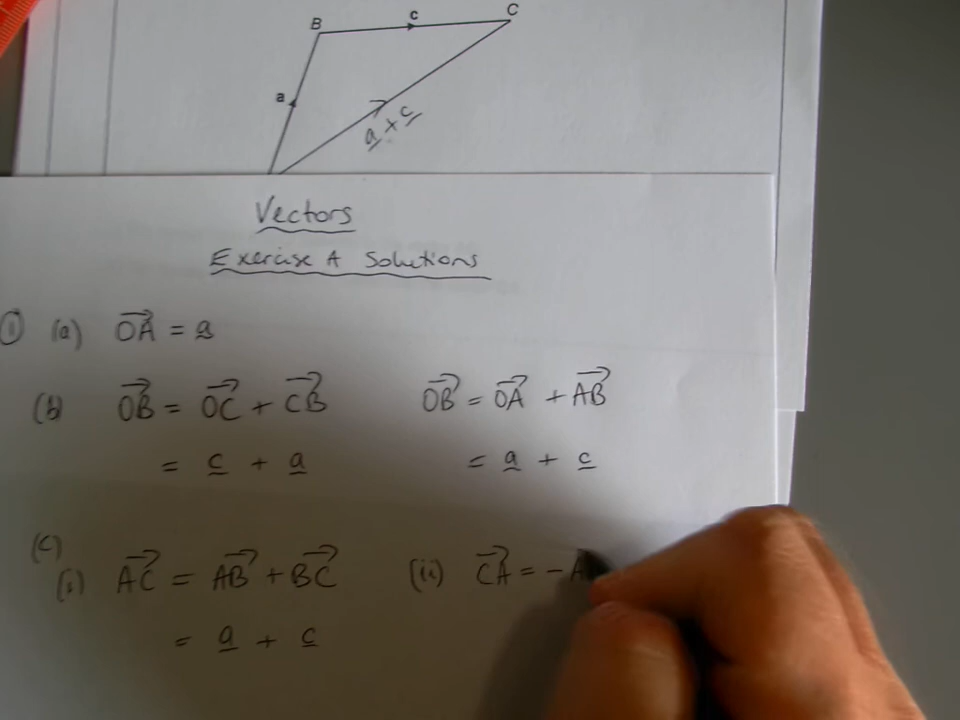 B c C
a
a + c
Vectors
Exercise A Solutions
① (a) OA = a
(b) OB = OC + CB OB = OA + AB
= c + a = a + c
(c)
(i) AC = AB + BC (ii) CA = - A
= a + c